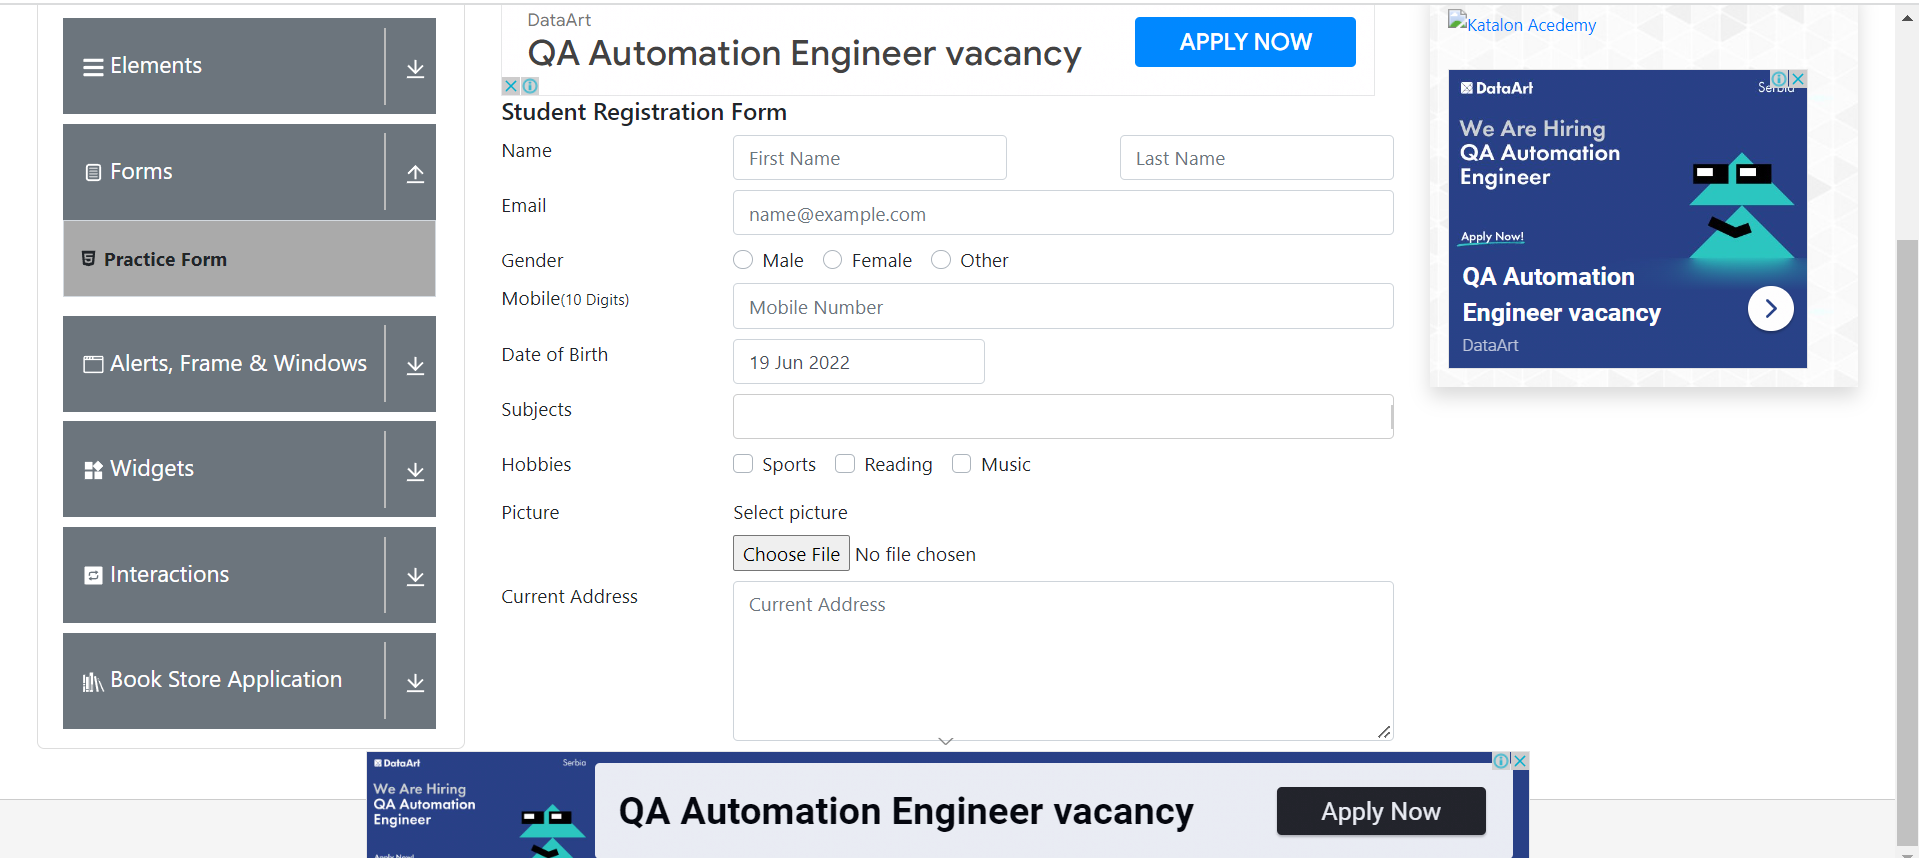 Elements
Forms
Practice Form
Alerts, Frame & Windows
Widgets
Interactions
Book Store Application
DataArt
QA Automation Engineer vacancy
APPLY NOW
Student Registration Form
Name
First Name
Last Name
Email
name@example.com
Gender
Male
Female
Other
Mobile(10 Digits)
Mobile Number
Date of Birth
19 Jun 2022
Subjects
Hobbies
Sports
Reading
Music
Picture
Select picture
Choose File
No file chosen
Current Address
Current Address
Katalon Acedemy
DataArt
Serbia
We Are Hiring
QA Automation
Engineer
Apply Now!
QA Automation
Engineer vacancy
DataArt
DataArt
Serbia
We Are Hiring
QA Automation
Engineer
Apply Now!
QA Automation Engineer vacancy
Apply Now